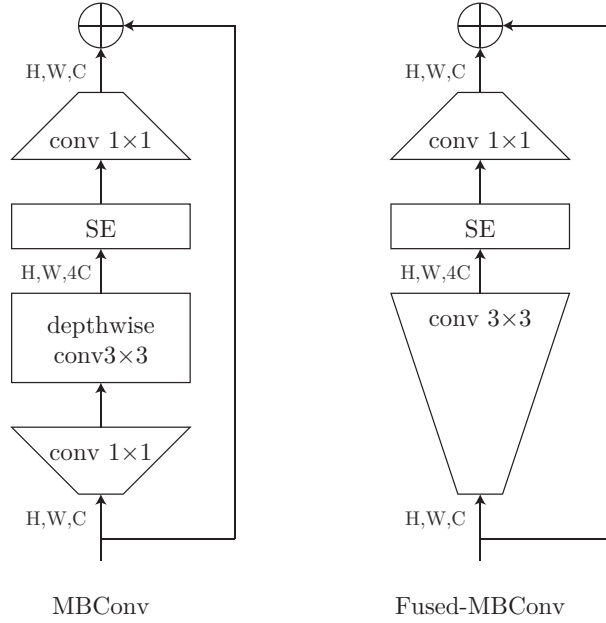 H,W,C
conv 1×1
SE
H,W,4C
depthwise
conv3×3
conv 1×1
H,W,C
MBConv
H,W,C
conv 1×1
SE
H,W,4C
conv 3×3
H,W,C
Fused-MBConv